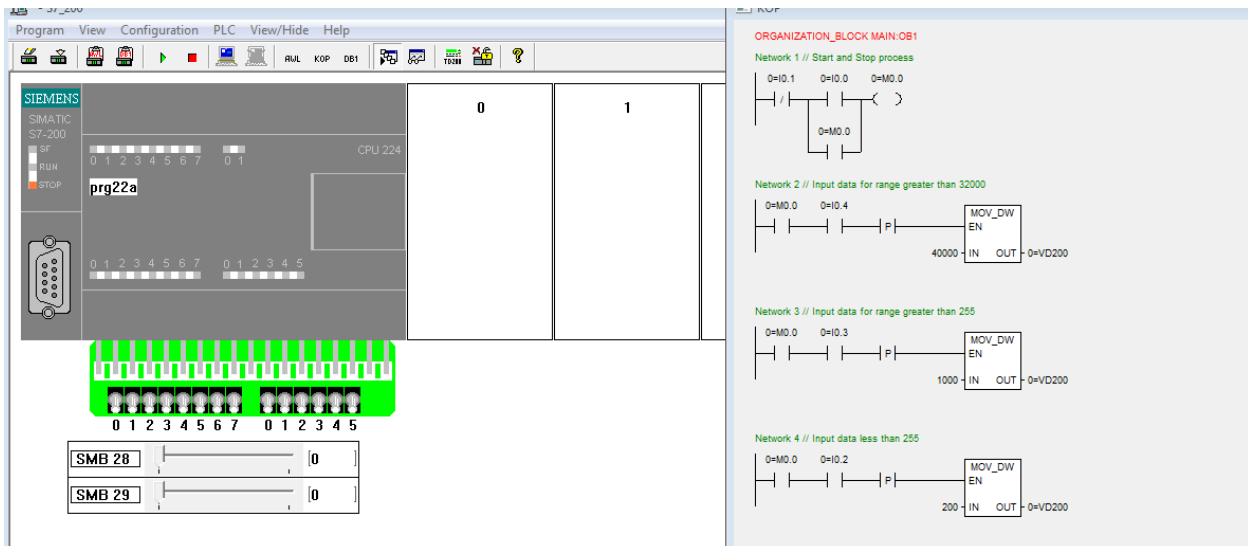 - S7_200
Program View Configuration PLC View/Hide Help
AWL KOP DB1
SIEMENS
SIMATIC
S7-200
SF
RUN
STOP
0 1 2 3 4 5 6 7 0 1
CPU 224
prg22a
0 1 2 3 4 5 6 7 0 1 2 3 4 5
0
1
0 1 2 3 4 5 6 7 0 1 2 3 4 5
SMB 28 [0 ]
SMB 29 [0 ]
KOP
ORGANIZATION_BLOCK MAIN:OB1
Network 1 // Start and Stop process
0=I0.1 0=I0.0 0=M0.0
/
0=M0.0
Network 2 // Input data for range greater than 32000
0=M0.0 0=I0.4
P
MOV_DW
EN
40000 IN OUT 0=VD200
Network 3 // Input data for range greater than 255
0=M0.0 0=I0.3
P
MOV_DW
EN
1000 IN OUT 0=VD200
Network 4 // Input data less than 255
0=M0.0 0=I0.2
P
MOV_DW
EN
200 IN OUT 0=VD200